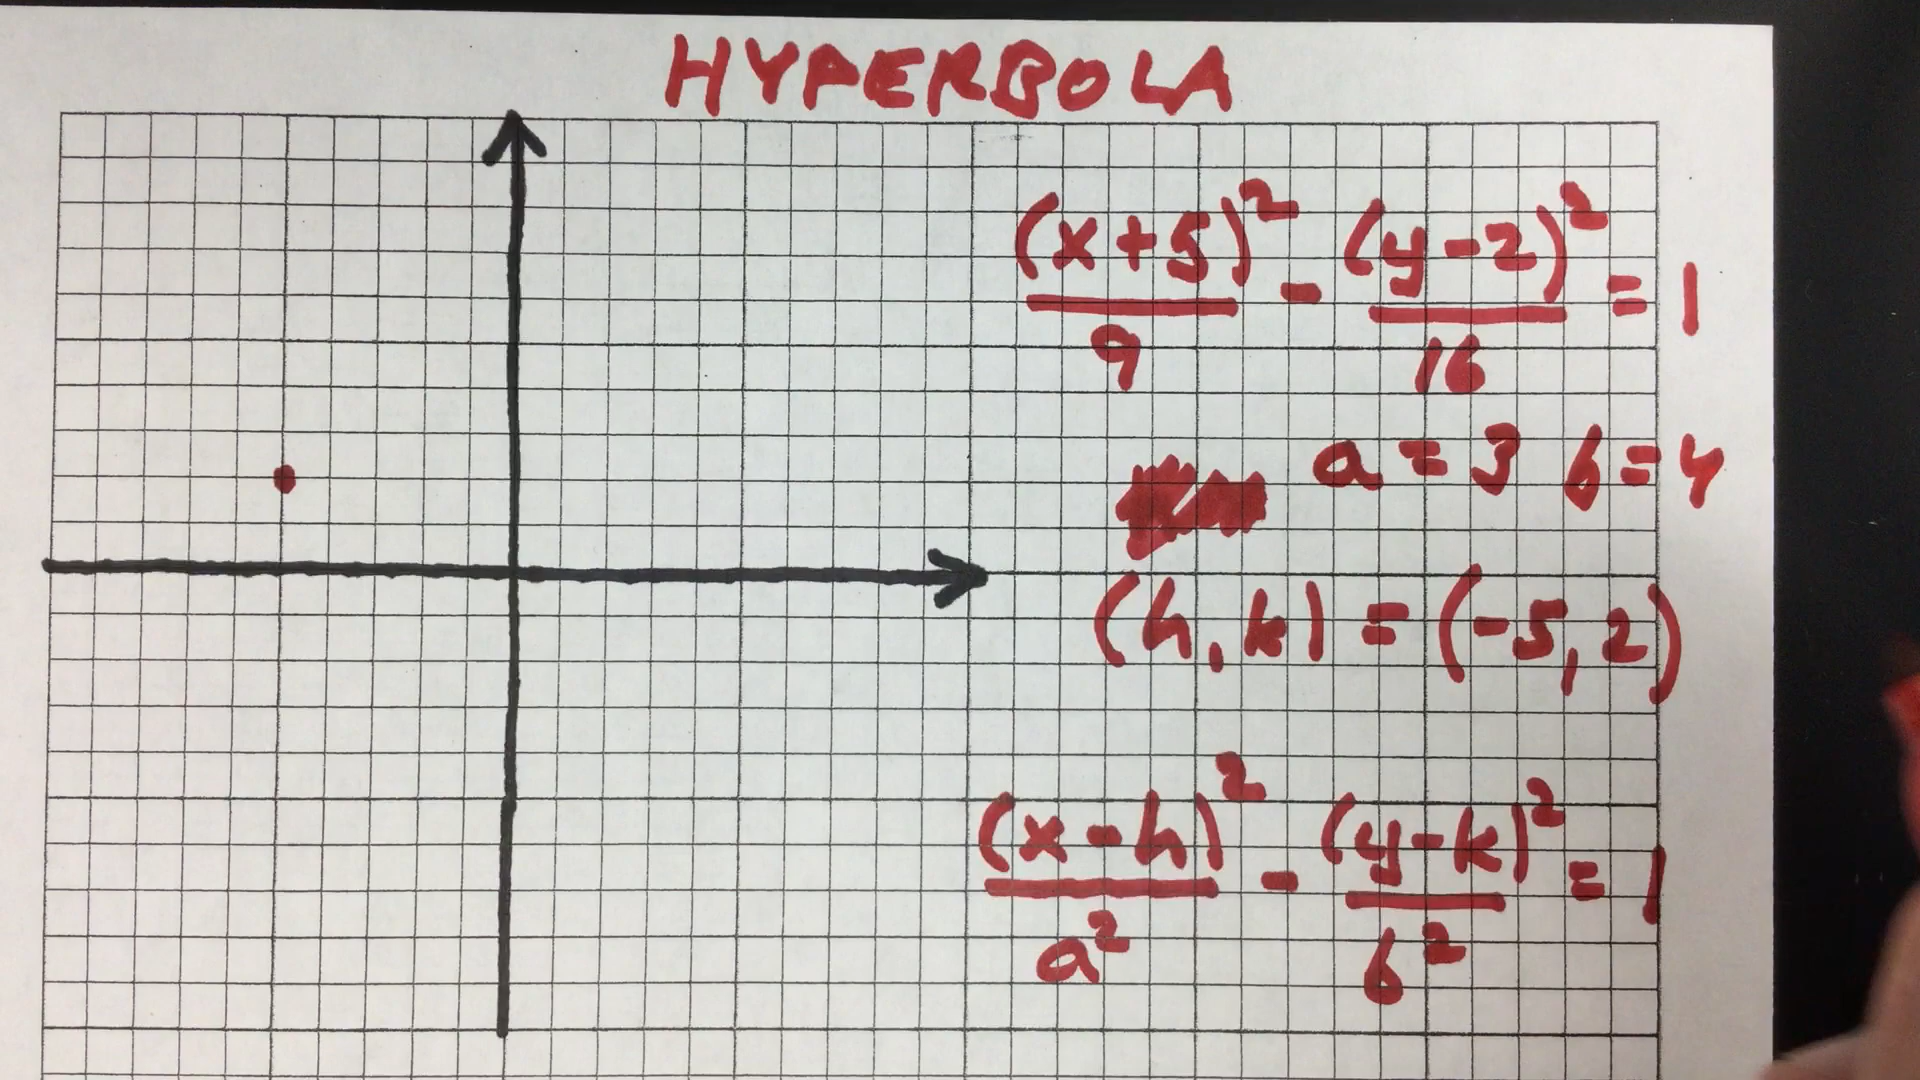 HYPERBOLA
(x+5)² - (y-2)² = 1
9 16
a = 3 b = 4
(h,k) = (-5,2)
(x-h)² - (y-k)² = 1
a² b²